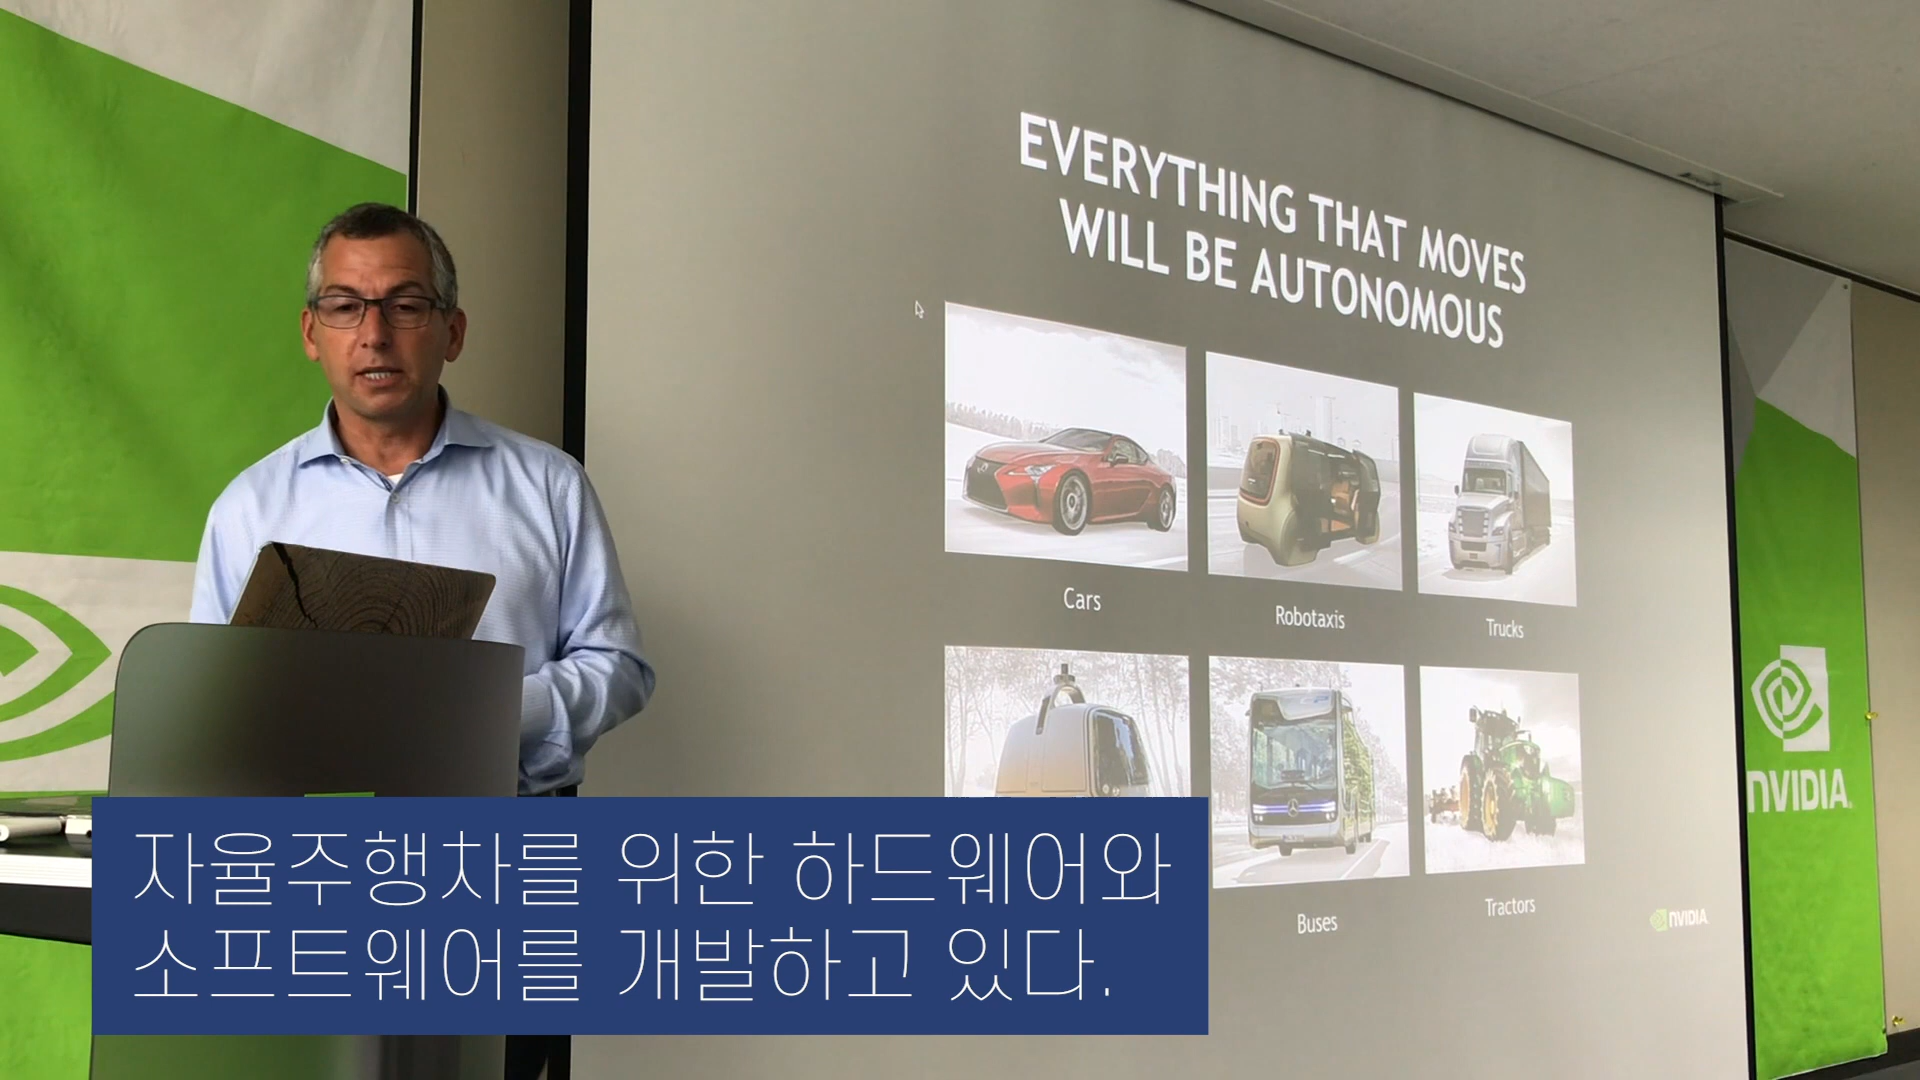 EVERYTHING THAT MOVES
WILL BE AUTONOMOUS
Cars
Robotaxis
Trucks
Buses
Tractors
NVIDIA
NVIDIA
자율주행차를 위한 하드웨어와
소프트웨어를 개발하고 있다.